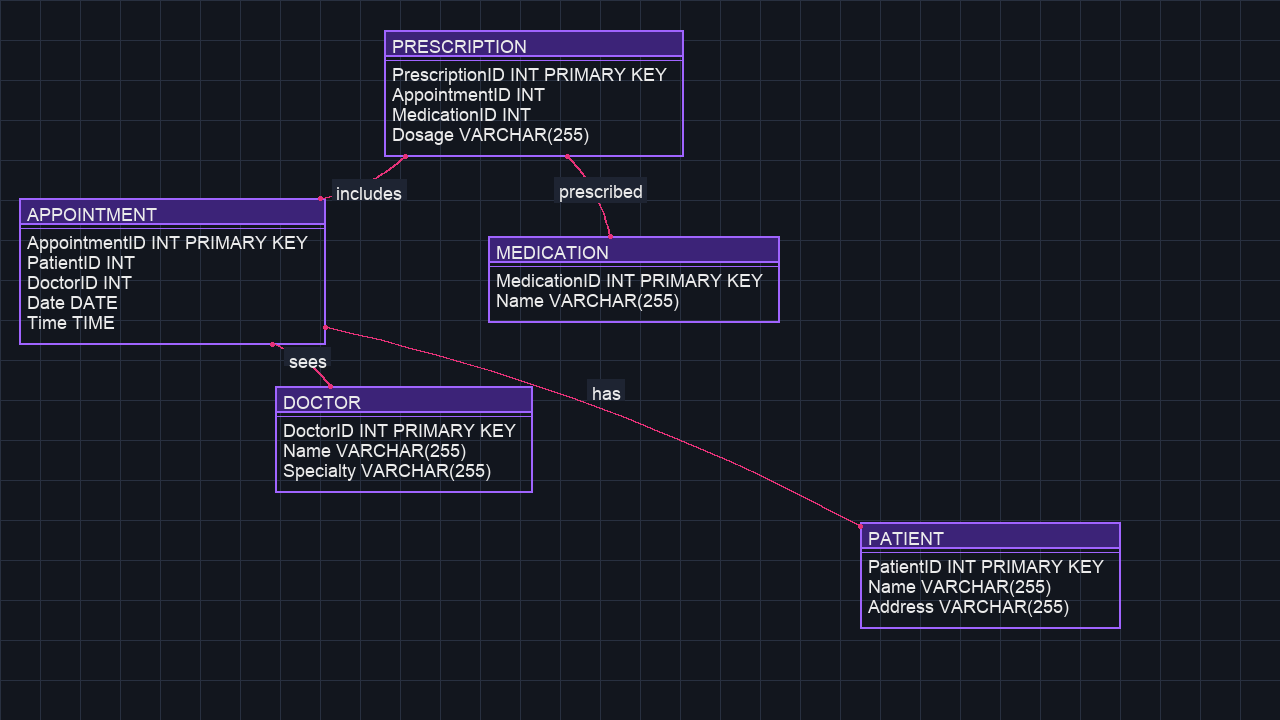 PRESCRIPTION
PrescriptionID INT PRIMARY KEY
AppointmentID INT
MedicationID INT
Dosage VARCHAR(255)
includes
prescribed
APPOINTMENT
AppointmentID INT PRIMARY KEY
PatientID INT
DoctorID INT
Date DATE
Time TIME
MEDICATION
MedicationID INT PRIMARY KEY
Name VARCHAR(255)
sees
has
DOCTOR
DoctorID INT PRIMARY KEY
Name VARCHAR(255)
Specialty VARCHAR(255)
PATIENT
PatientID INT PRIMARY KEY
Name VARCHAR(255)
Address VARCHAR(255)